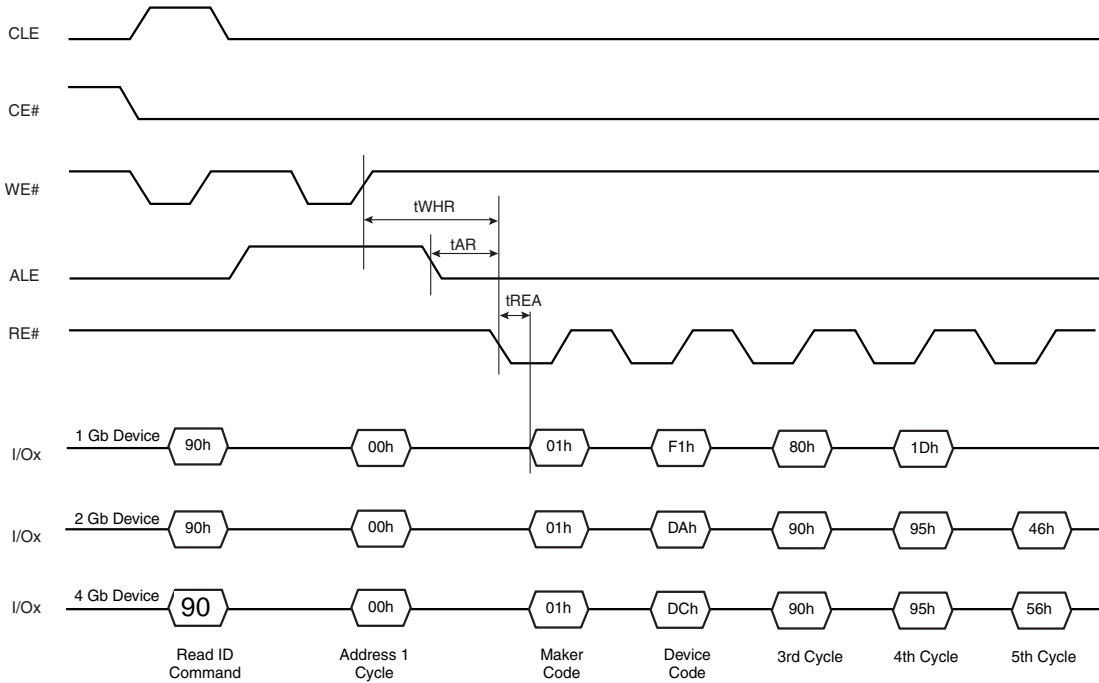 CLE
CE#
WE#
tWHR
tAR
ALE
tREA
RE#
1 Gb Device
I/Ox 90h 00h 01h F1h 80h 1Dh
2 Gb Device
I/Ox 90h 00h 01h DAh 90h 95h 46h
4 Gb Device
I/Ox 90 00h 01h DCh 90h 95h 56h
Read ID Command
Address 1 Cycle
Maker Code
Device Code
3rd Cycle
4th Cycle
5th Cycle